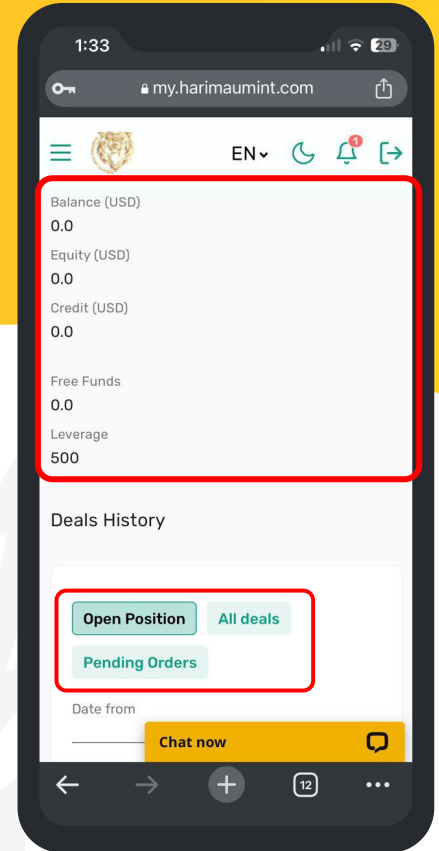 1:33
29
my.harimaumint.com
EN
1
Balance (USD)
0.0
Equity (USD)
0.0
Credit (USD)
0.0
Free Funds
0.0
Leverage
500
Deals History
Open Position
All deals
Pending Orders
Date from
Chat now
12